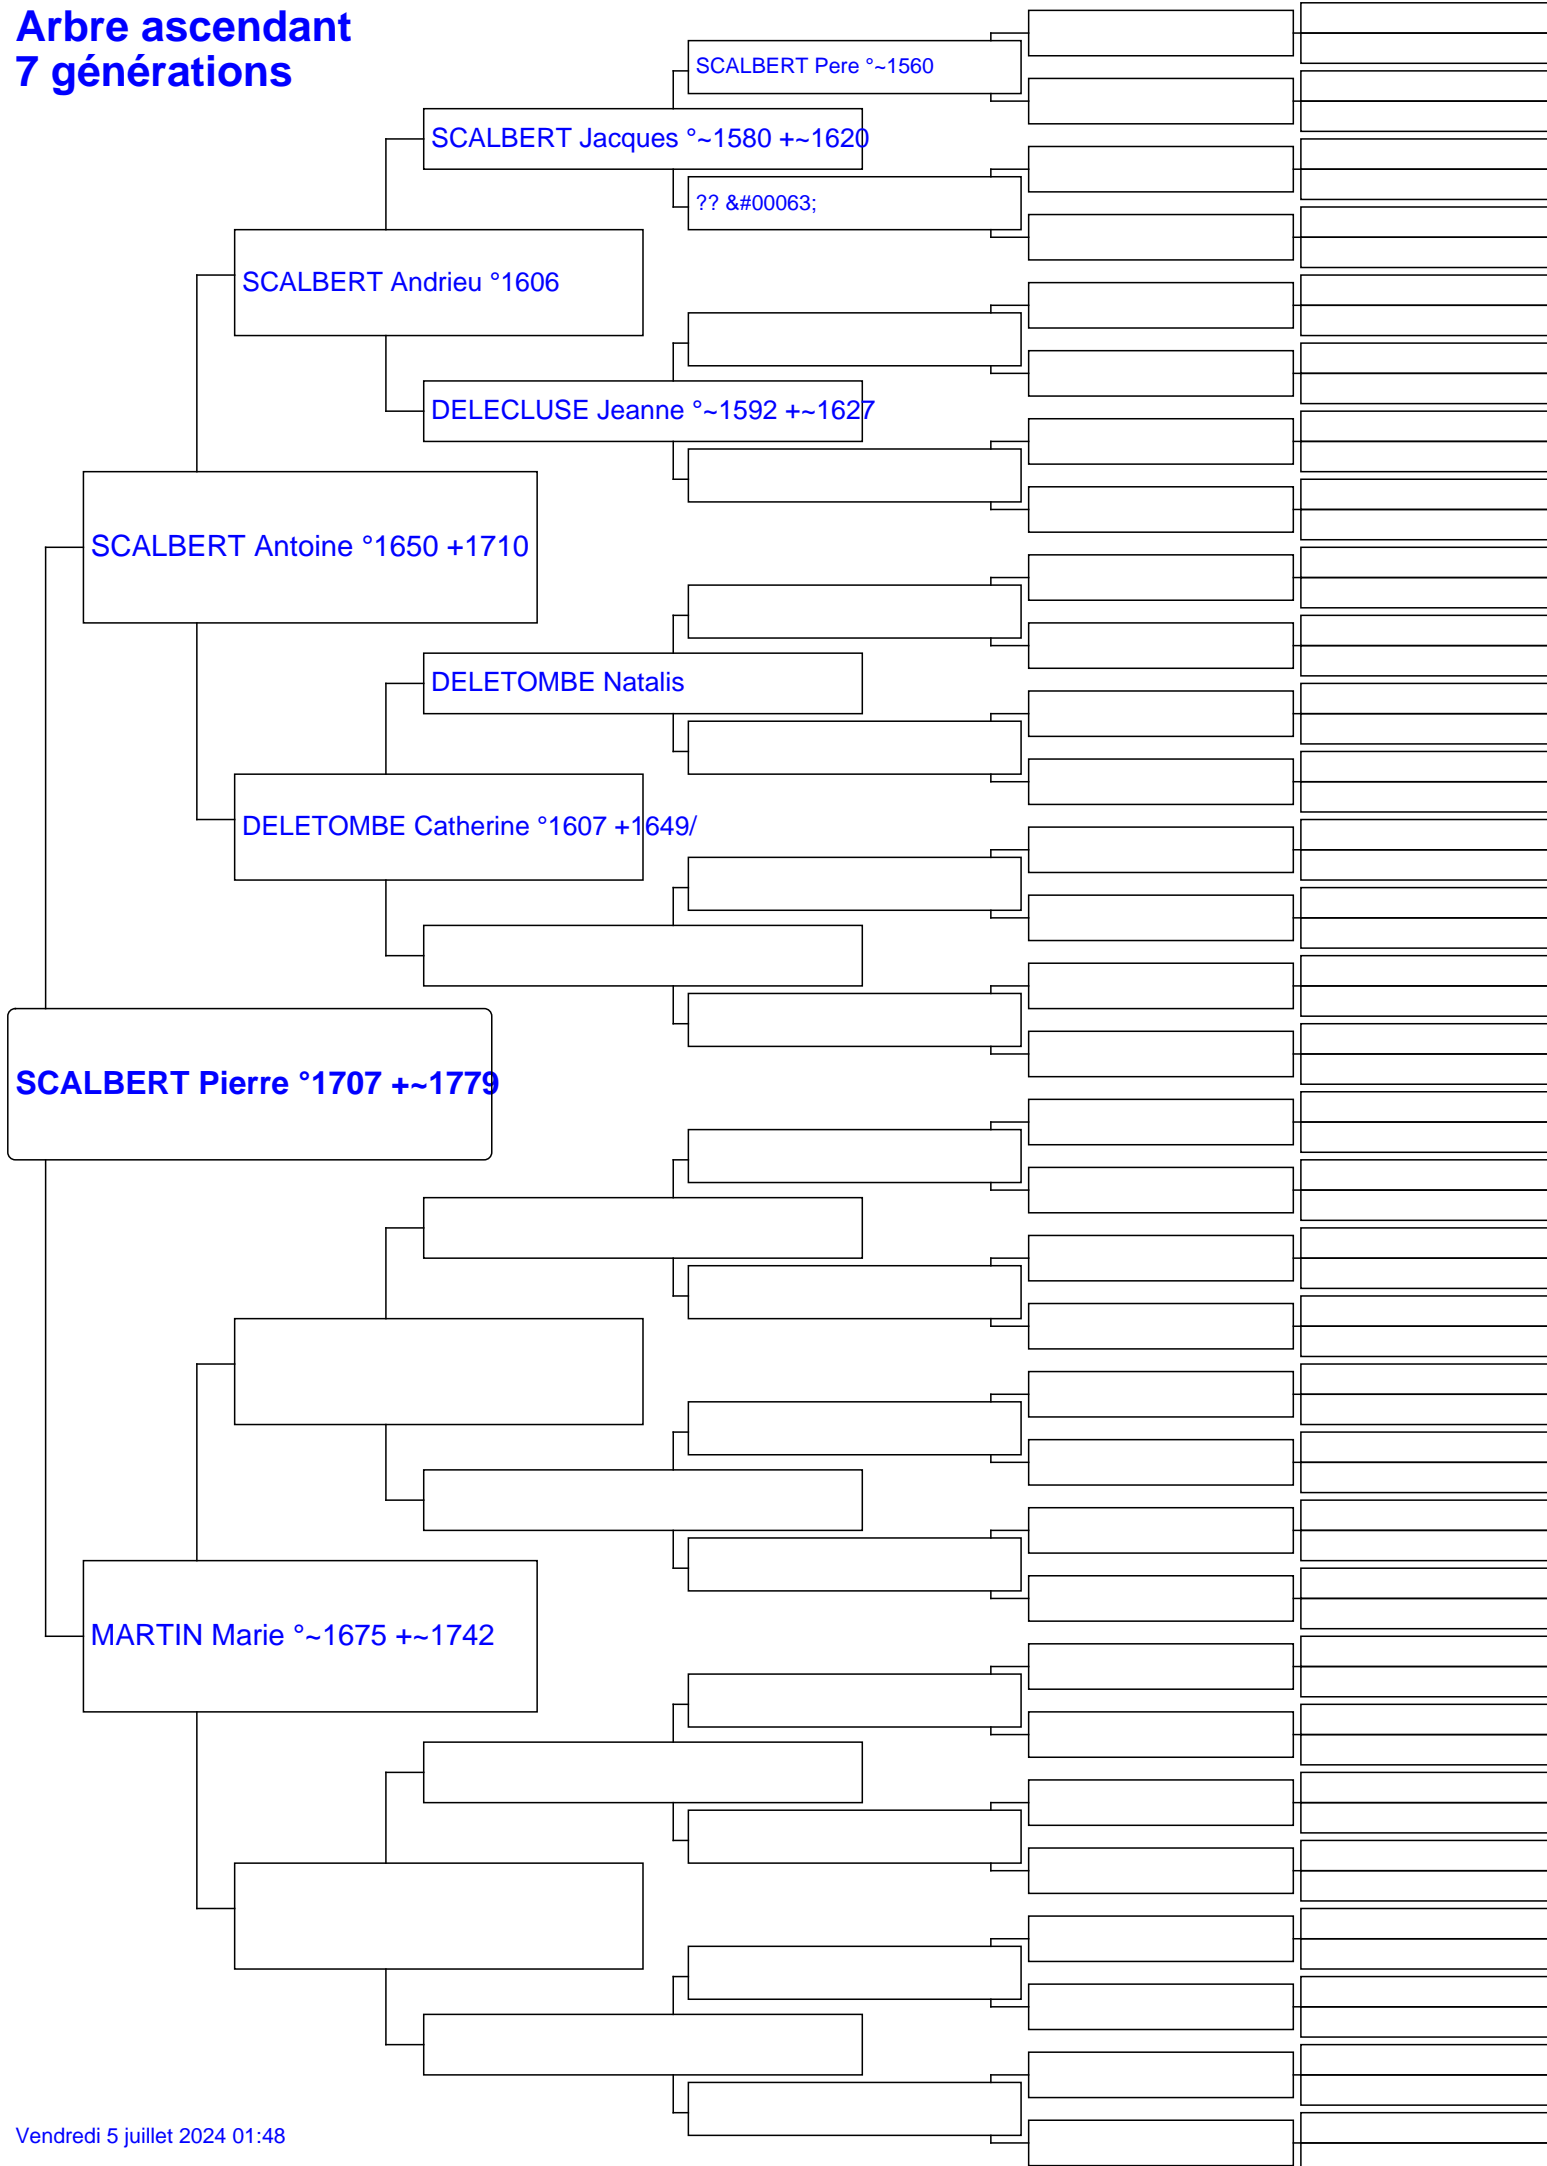 Arbre ascendant
7 générations
SCALBERT Pere °~1560
SCALBERT Jacques °~1580 +~1620
?? &#00063;
SCALBERT Andrieu °1606
DELECLUSE Jeanne °~1592 +~1627
SCALBERT Antoine °1650 +1710
DELETOMBE Natalis
DELETOMBE Catherine °1607 +1649/
SCALBERT Pierre °1707 +~1779
MARTIN Marie °~1675 +~1742
Vendredi 5 juillet 2024 01:48